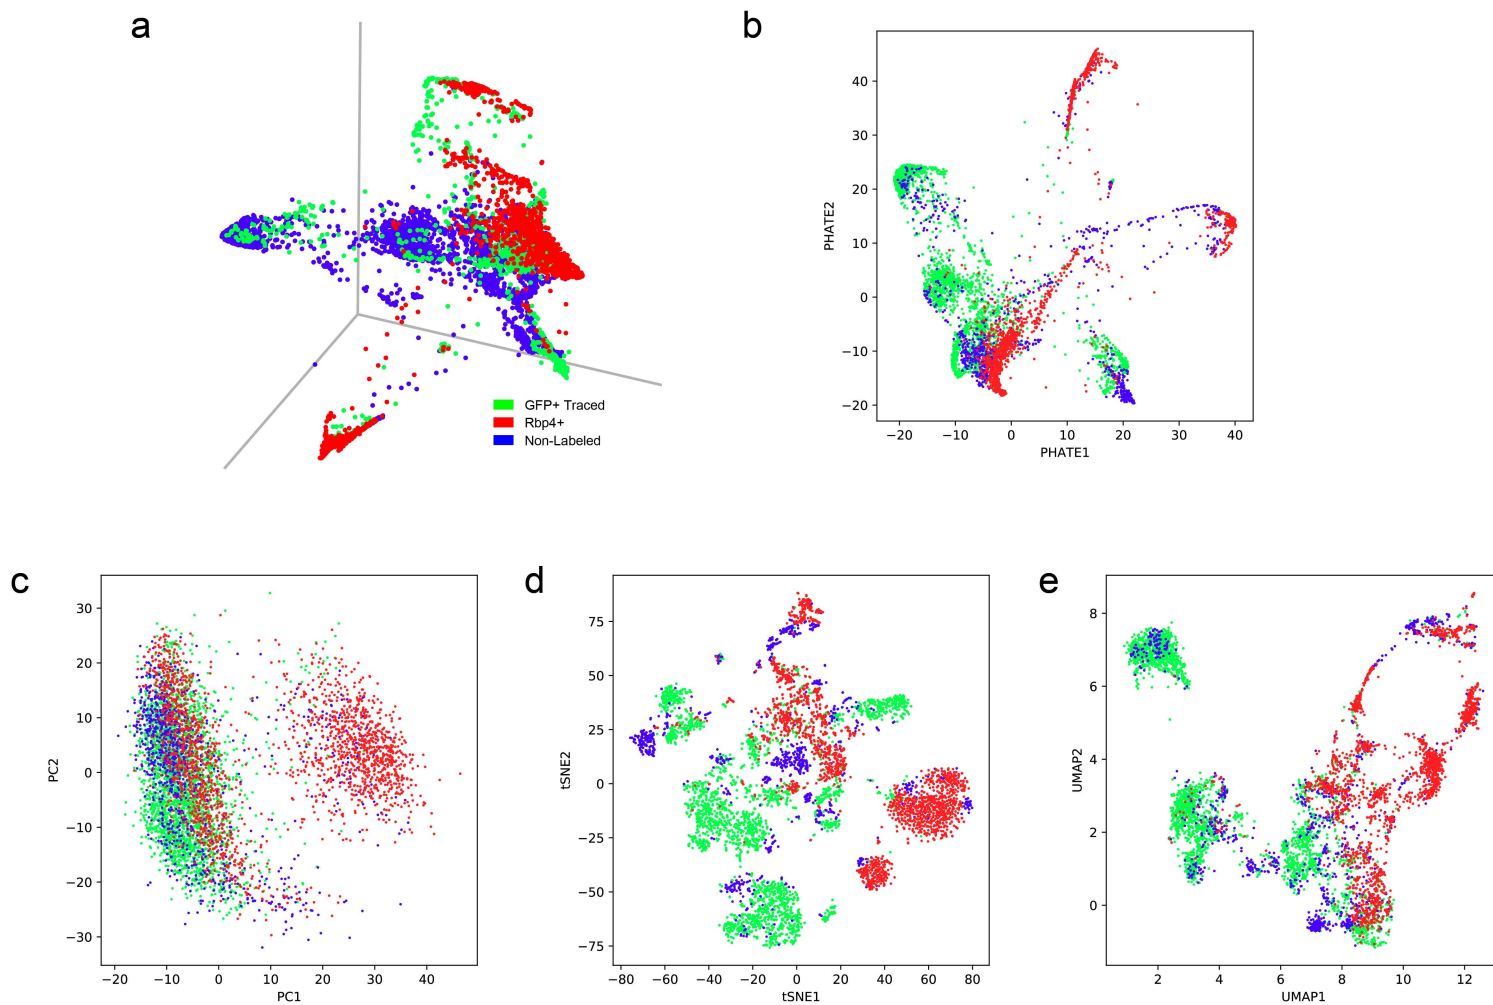 a
GFP+ Traced
Rbp4+
Non-Labeled
b
40
30
20
10
0
−10
−20
PHATE2
−20 −10 0 10 20 30 40
PHATE1
c
30
20
10
0
−10
−20
−30
PC2
−20 −10 0 10 20 30 40
PC1
d
75
50
25
0
−25
−50
−75
tSNE2
−80 −60 −40 −20 0 20 40 60 80
tSNE1
e
8
6
4
2
0
UMAP2
2 4 6 8 10 12
UMAP1